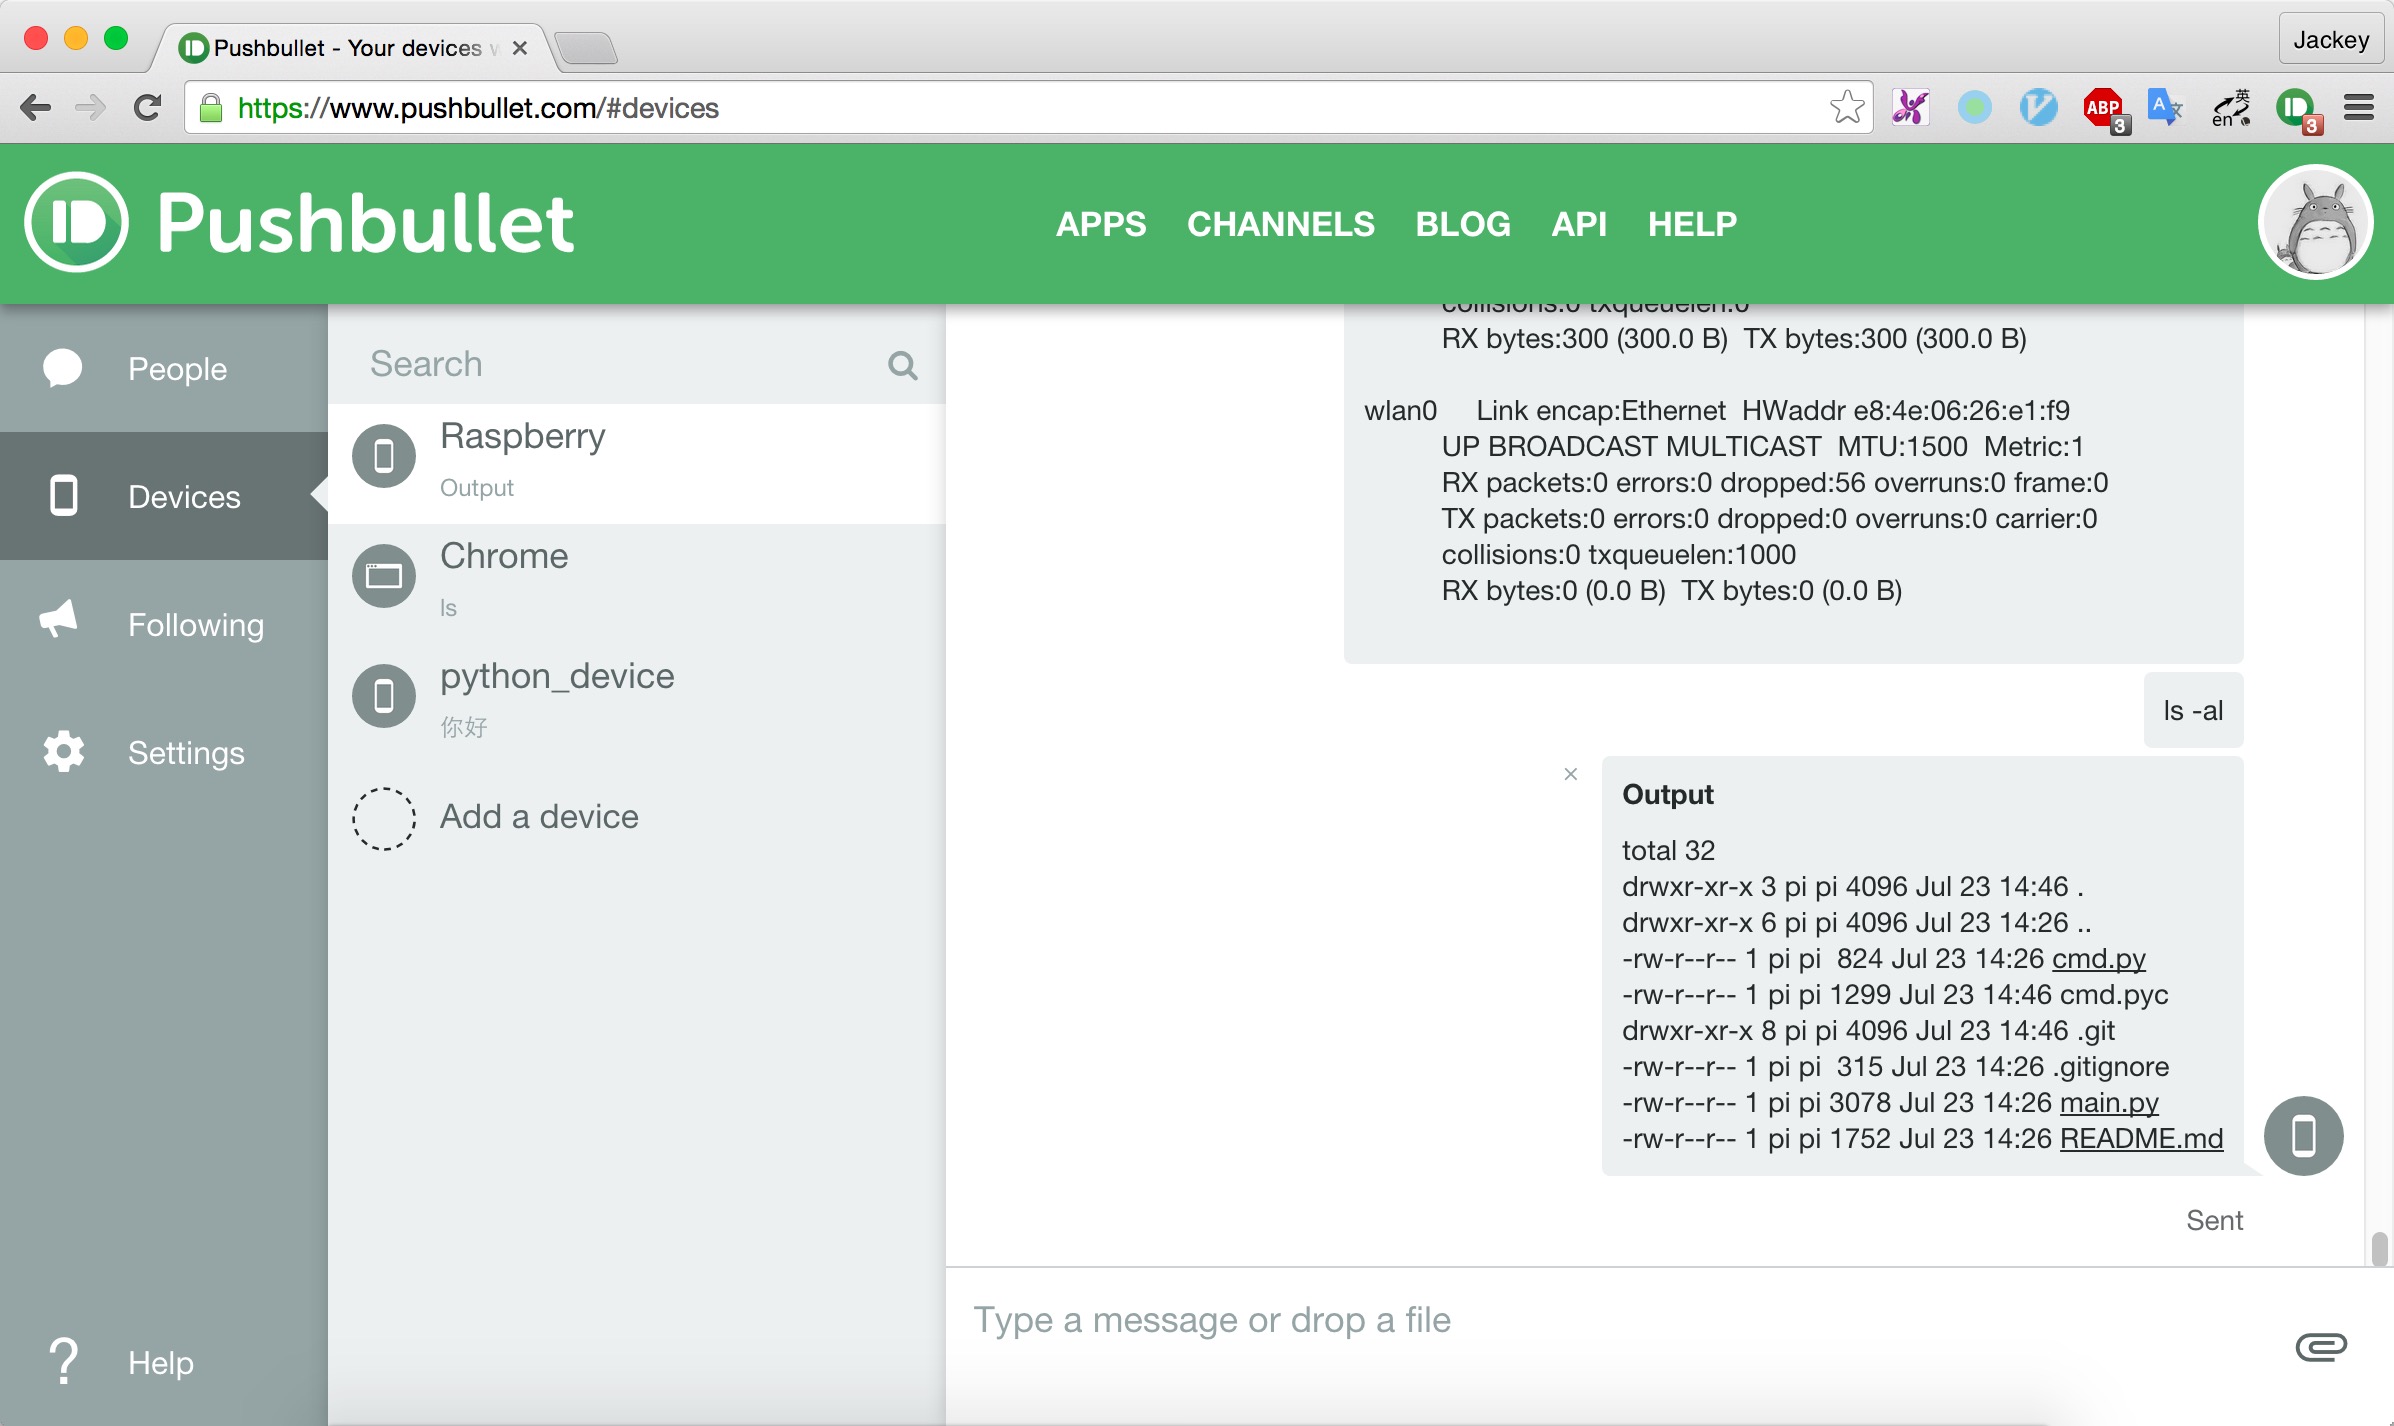 Pushbullet - Your devices w
Jackey
https://www.pushbullet.com/#devices
ABP
3
A 文
英
en
3
Pushbullet
APPS CHANNELS BLOG API HELP
People
Devices
Following
Settings
Help
Search
Raspberry
Output
Chrome
ls
python_device
你好
Add a device
collisions:0 txqueuelen:0
RX bytes:300 (300.0 B) TX bytes:300 (300.0 B)
wlan0 Link encap:Ethernet HWaddr e8:4e:06:26:e1:f9
UP BROADCAST MULTICAST MTU:1500 Metric:1
RX packets:0 errors:0 dropped:56 overruns:0 frame:0
TX packets:0 errors:0 dropped:0 overruns:0 carrier:0
collisions:0 txqueuelen:1000
RX bytes:0 (0.0 B) TX bytes:0 (0.0 B)
ls -al
Output
total 32
drwxr-xr-x 3 pi pi 4096 Jul 23 14:46 .
drwxr-xr-x 6 pi pi 4096 Jul 23 14:26 ..
-rw-r--r-- 1 pi pi 824 Jul 23 14:26 cmd.py
-rw-r--r-- 1 pi pi 1299 Jul 23 14:46 cmd.pyc
drwxr-xr-x 8 pi pi 4096 Jul 23 14:46 .git
-rw-r--r-- 1 pi pi 315 Jul 23 14:26 .gitignore
-rw-r--r-- 1 pi pi 3078 Jul 23 14:26 main.py
-rw-r--r-- 1 pi pi 1752 Jul 23 14:26 README.md
Sent
Type a message or drop a file